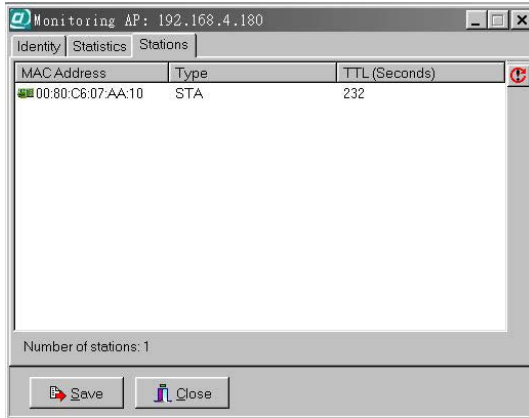 Monitoring AP: 192.168.4.180
Identity Statistics Stations
MAC Address Type TTL (Seconds)
00:80:C6:07:AA:10 STA 232
Number of stations: 1
Save Close